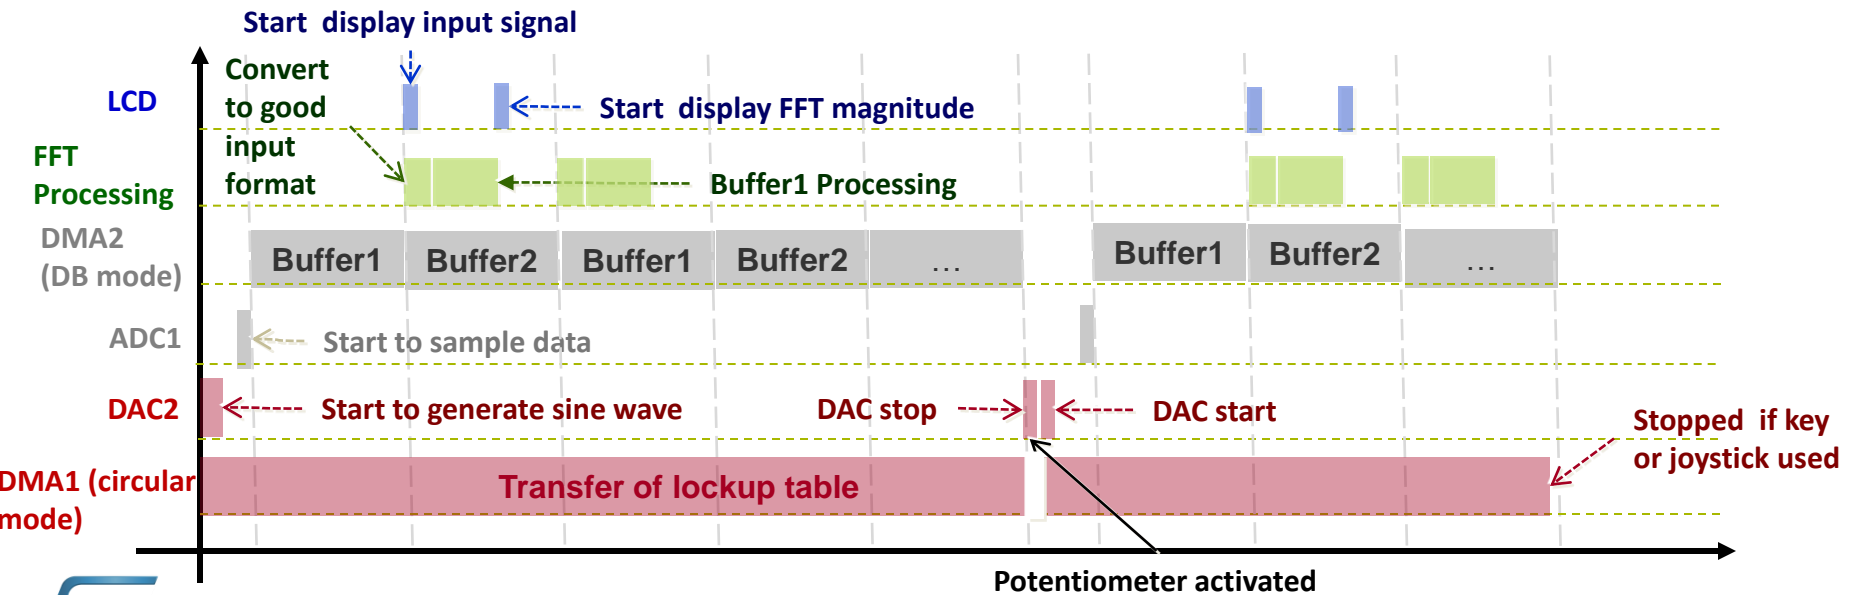 Start display input signal
Convert
to good
input
format
LCD
Start display FFT magnitude
FFT
Processing
Buffer1 Processing
DMA2
(DB mode)
Buffer1
Buffer2
Buffer1
Buffer2
...
Buffer1
Buffer2
...
ADC1
Start to sample data
DAC2
Start to generate sine wave
DAC stop
DAC start
Stopped if key
or joystick used
DMA1 (circular
mode)
Transfer of lockup table
Potentiometer activated